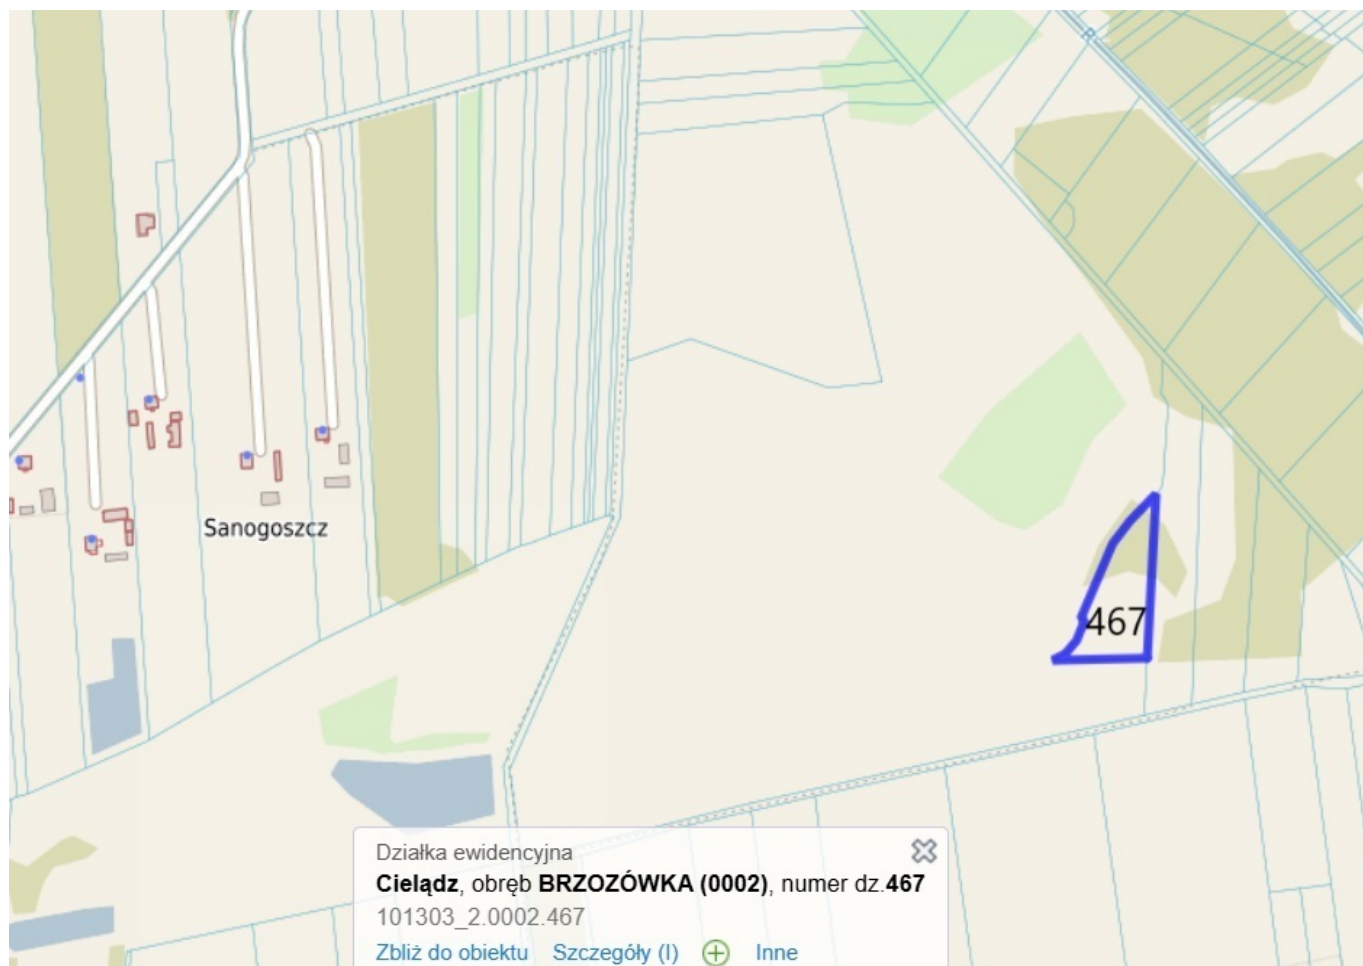 Sanogoszcz
467
Działka ewidencyjna
Cielądz, obręb BRZOZÓWKA (0002), numer dz.467
101303_2.0002.467
Zbliż do obiektu Szczegóły (I) Inne